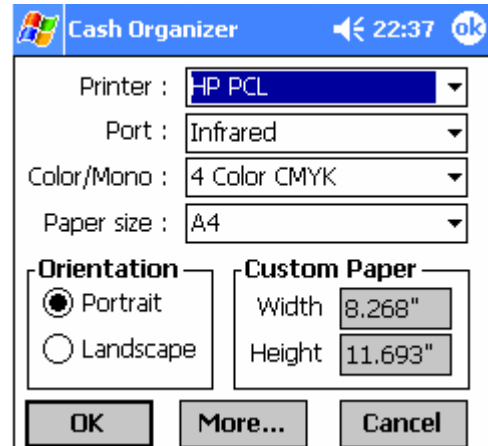 Cash Organizer 22:37 ok
Printer : HP PCL
Port : Infrared
Color/Mono : 4 Color CMYK
Paper size : A4
Orientation
Portrait
Landscape
Custom Paper
Width 8.268"
Height 11.693"
OK More... Cancel